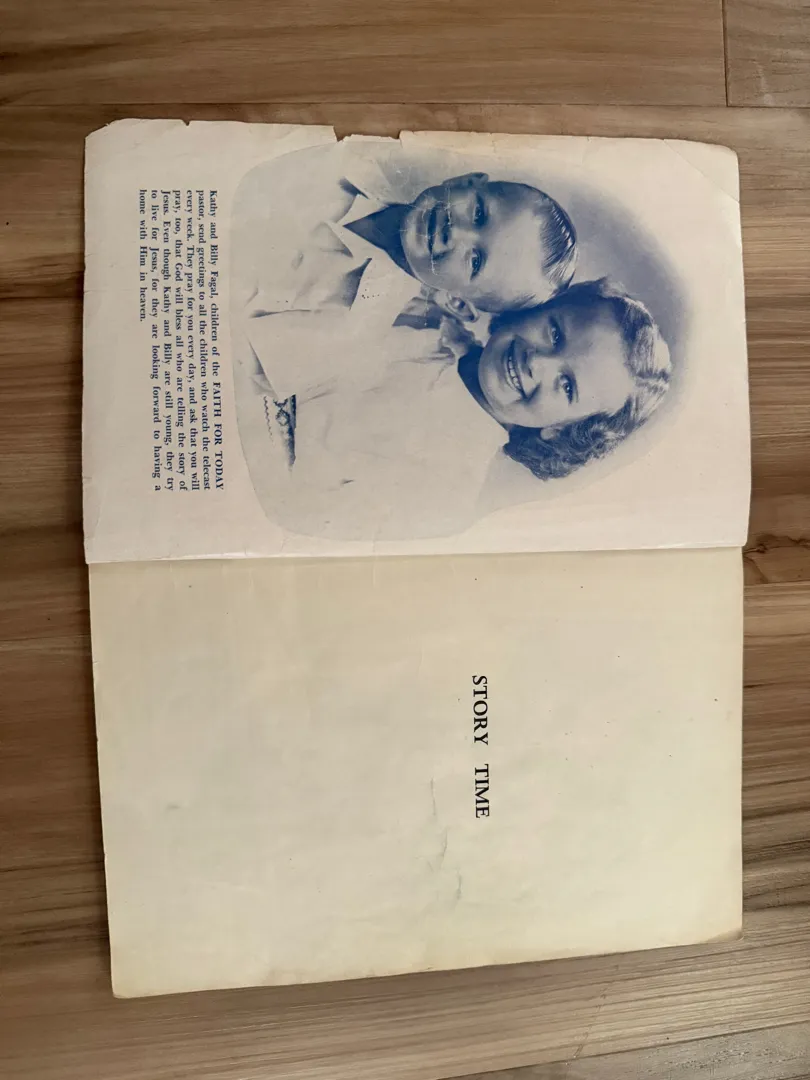 Kathy and Billy Fagal, children of the FAITH FOR TODAY
pastor, send greetings to all the children who watch the telecast
every week. They pray for you every day, and ask that you will
pray, too, that God will bless all who are telling the story of
Jesus. Even though Kathy and Billy are still young, they try
to live for Jesus, for they are looking forward to having a
home with Him in heaven.
STORY TIME